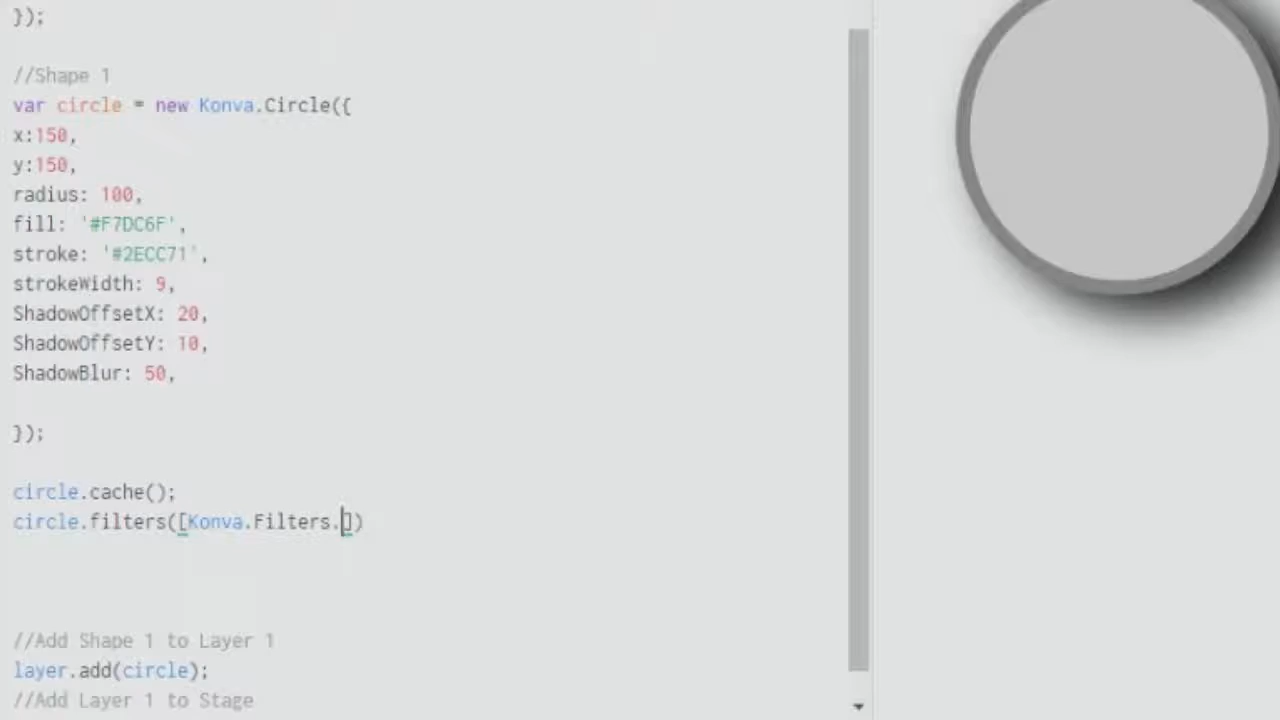 });
//Shape 1
var circle = new Konva.Circle({
x:150,
y:150,
radius: 100,
fill: '#F7DC6F',
stroke: '#2ECC71',
strokeWidth: 9,
ShadowOffsetX: 20,
ShadowOffsetY: 10,
ShadowBlur: 50,
});
circle.cache();
circle.filters([Konva.Filters.])
//Add Shape 1 to Layer 1
layer.add(circle);
//Add Layer 1 to Stage